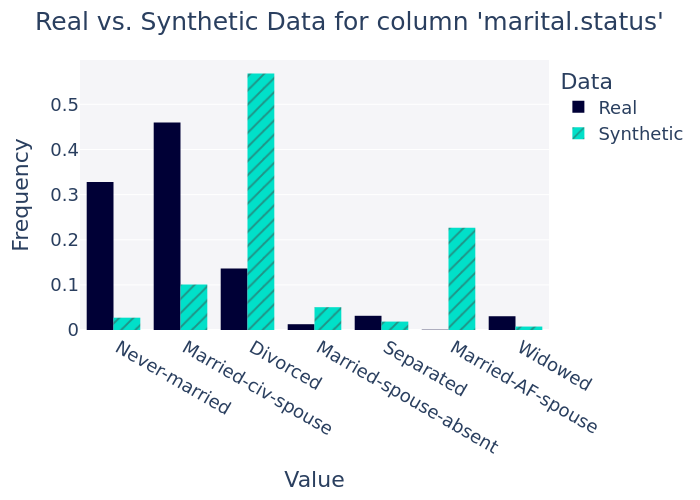 Real vs. Synthetic Data for column 'marital.status'
Data
Real
Synthetic
Frequency
0.5
0.4
0.3
0.2
0.1
0
Never-married
Married-civ-spouse
Divorced
Married-spouse-absent
Separated
Married-AF-spouse
Widowed
Value